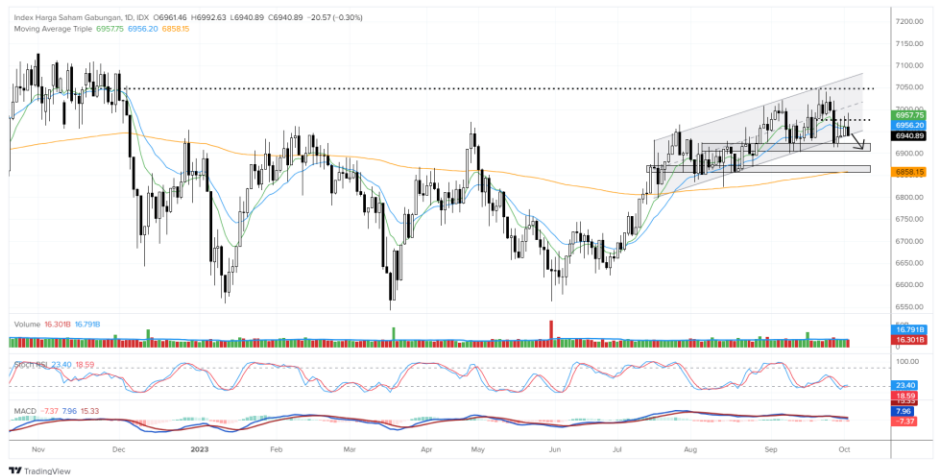 Index Harga Saham Gabungan, 1D, IDX O6961.46 H6992.63 L6940.89 C6940.89 -20.57 (-0.30%)
Moving Average Triple 6957.75 6956.20 6858.15
7200.00
7150.00
7100.00
7050.00
7000.00
6957.75
6956.20
6940.89
6900.00
6858.15
6800.00
6750.00
6700.00
6650.00
6600.00
6550.00
Volume 16.301B 16.791B
16.791B
16.301B
0
Stoch RSI 23.40 18.59
100.00
23.40
18.59
MACD -7.37 7.96 15.33
15.33
7.96
-7.37
Nov Dec 2023 Feb Mar Apr May Jun Jul Aug Sep Oct
TradingView